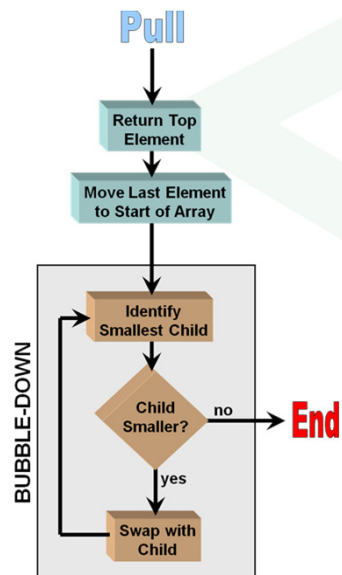 Pull
Return Top
Element
Move Last Element
to Start of Array
BUBBLE-DOWN
Identify
Smallest Child
Child
Smaller?
no
End
yes
Swap with
Child